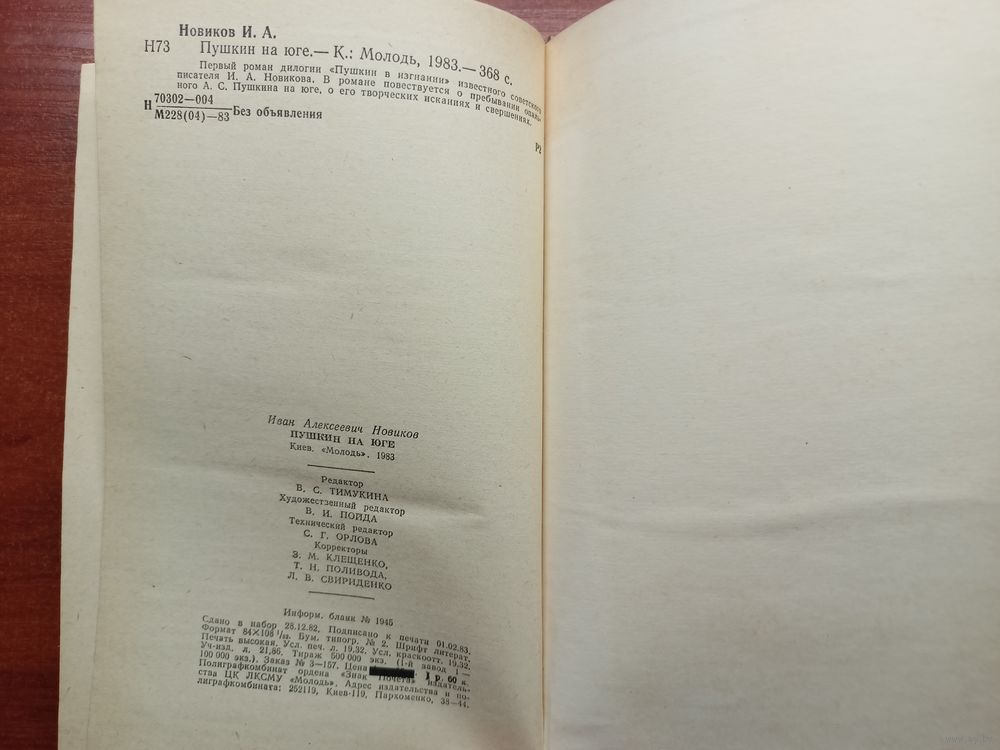 Новиков И. А.
Н73 Пушкин на юге.— К.: Молодь, 1983.— 368 с.
Первый роман дилогии «Пушкин в изгнании» известного советского
писателя И. А. Новикова. В романе повествуется о пребывании опаль-
ного А. С. Пушкина на юге, о его творческих исканиях и свершениях.
Н 70302—004
М228(04)—83 Без объявления
Р2
Иван Алексеевич Новиков
ПУШКИН НА ЮГЕ
Киев. «Молодь». 1983
Редактор
В. С. ТИМУКИНА
Художественный редактор
В. И. ПОЙДА
Технический редактор
С. Г. ОРЛОВА
Корректоры
З. М. КЛЕЩЕНКО,
Т. Н. ПОЛИВОДА,
Л. В. СВИРИДЕНКО
Информ. бланк № 1945
Сдано в набор 28.12.82. Подписано к печати 01.02.83.
Формат 84×108 1/32. Бум. типогр. № 2. Шрифт литерат.
Печать высокая. Усл. печ. л. 19,32. Усл. краскоотт. 19,32.
Уч-изд. л. 21,86. Тираж 500 000 экз. (1-й завод 1—
100 000 экз.). Заказ № 3—157. Цена 1 р. 60 к.
Полиграфкомбинат ордена «Знак Почета» издатель-
ства ЦК ЛКСМУ «Молодь». Адрес издательства и по-
лиграфкомбината: 252119, Киев-119, Пархоменко, 38—44.